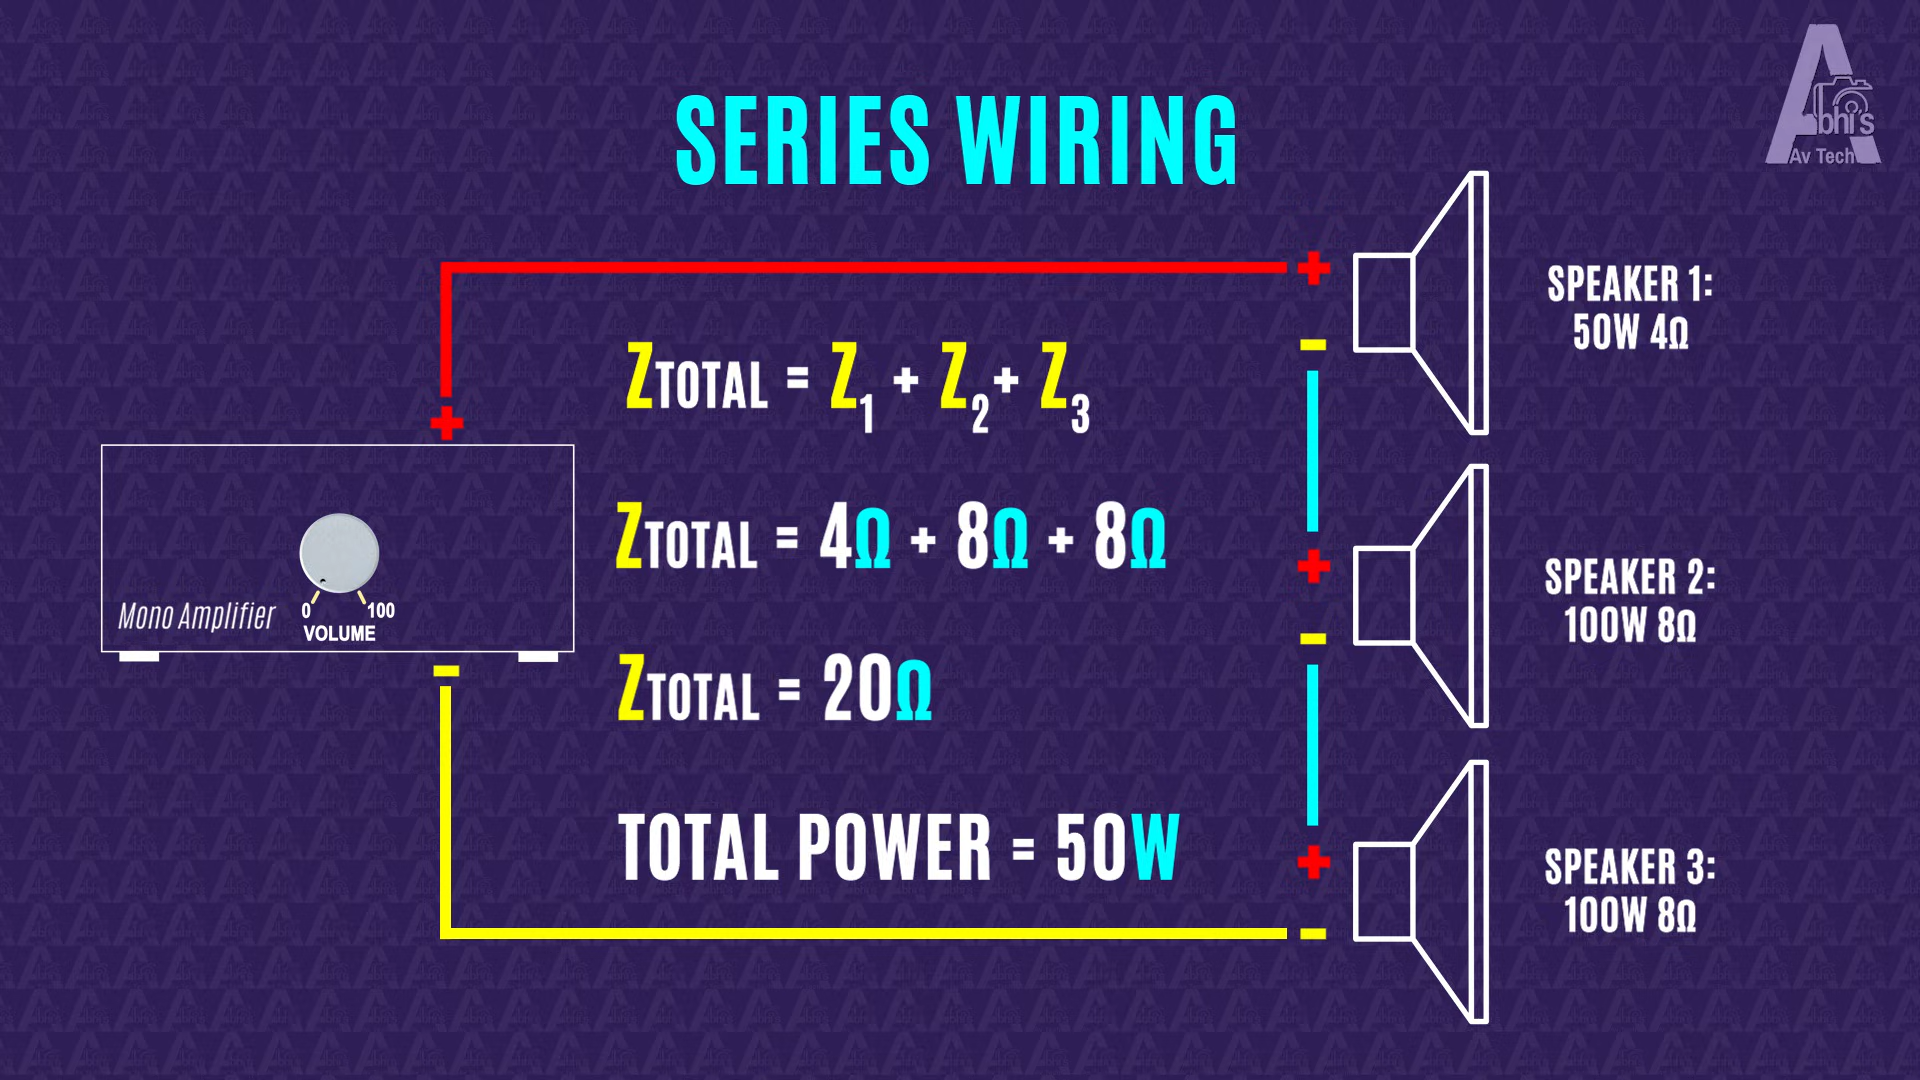 SERIES WIRING
Abhi's
Av Tech
+
+
-
SPEAKER 1:
50W 4Ω
ZTOTAL = Z1 + Z2 + Z3
+
Mono Amplifier
0 100
VOLUME
-
ZTOTAL = 4Ω + 8Ω + 8Ω
+
-
SPEAKER 2:
100W 8Ω
ZTOTAL = 20Ω
TOTAL POWER = 50W
+
-
SPEAKER 3:
100W 8Ω